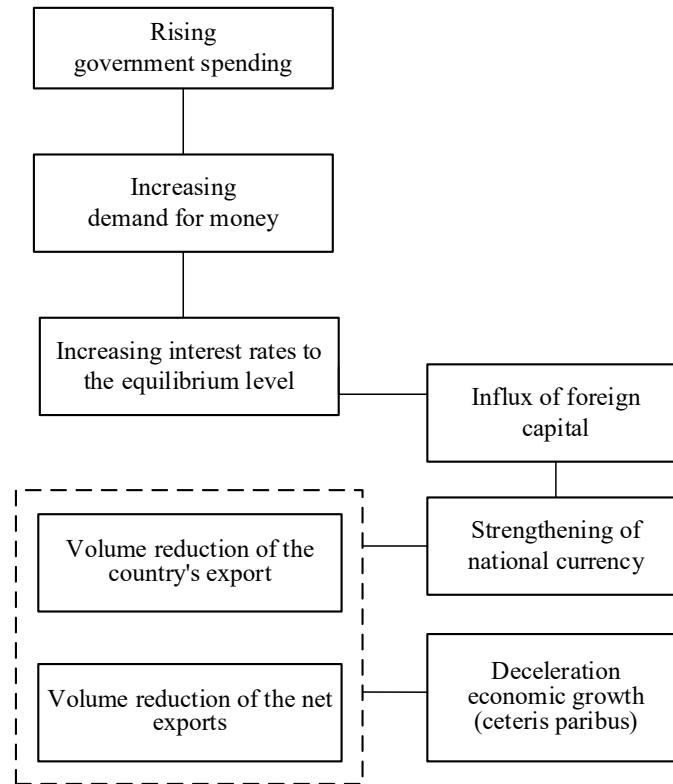 Rising
government spending
Increasing
demand for money
Increasing interest rates to
the equilibrium level
Influx of foreign
capital
Strengthening of
national currency
Volume reduction of the
country's export
Volume reduction of the net
exports
Deceleration
economic growth
(ceteris paribus)